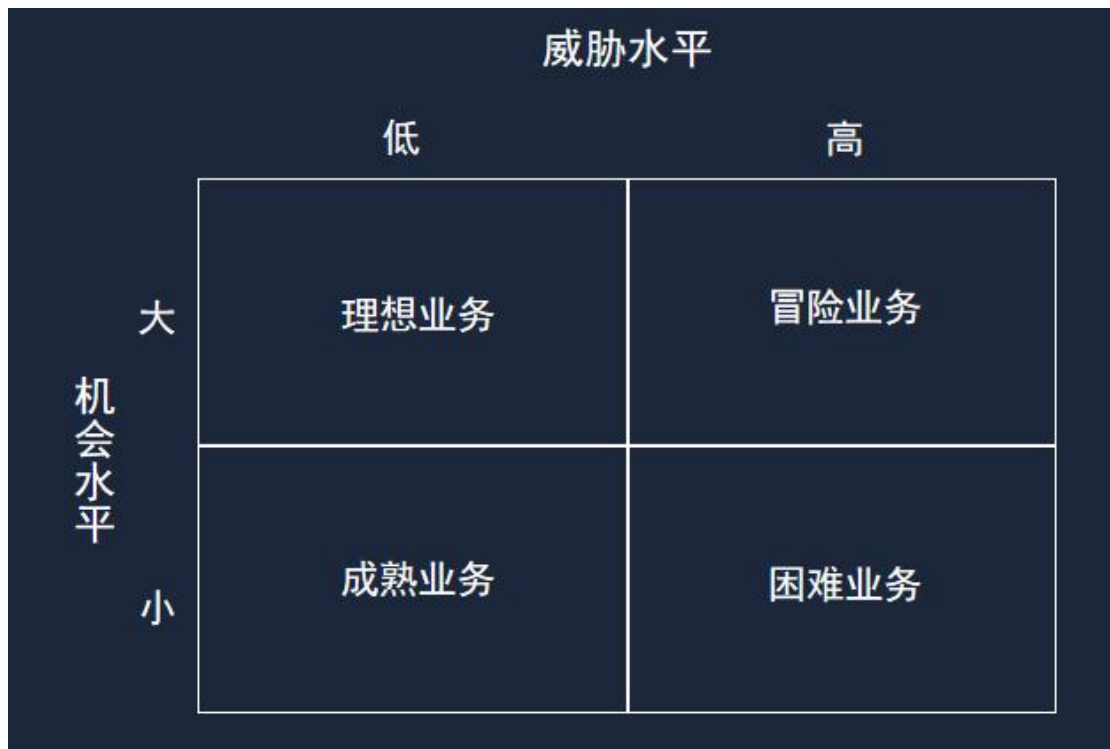 威胁水平
低 高
大 理想业务 冒险业务
机会水平
小 成熟业务 困难业务